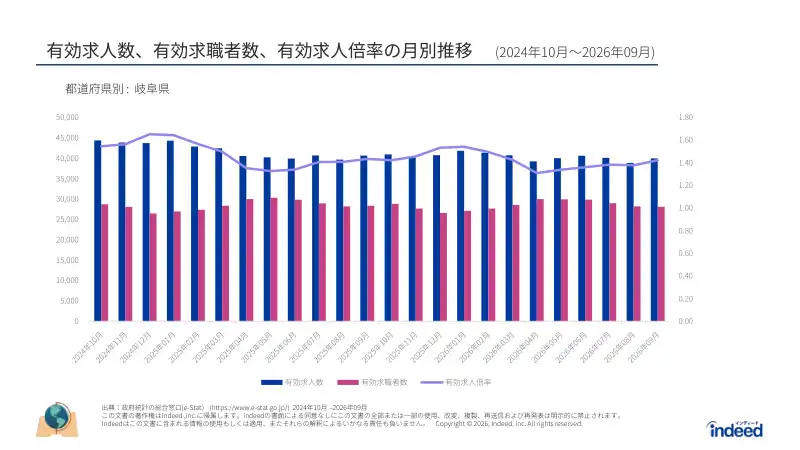 有効求人数、有効求職者数、有効求人倍率の月別推移 (2024年10月～2026年09月)
都道府県別 : 岐阜県
50,000
45,000
40,000
35,000
30,000
25,000
20,000
15,000
10,000
5,000
0
1.80
1.60
1.40
1.20
1.00
0.80
0.60
0.40
0.20
0.00
2024年10月
2024年11月
2024年12月
2025年01月
2025年02月
2025年03月
2025年04月
2025年05月
2025年06月
2025年07月
2025年08月
2025年09月
2025年10月
2025年11月
2025年12月
2026年01月
2026年02月
2026年03月
2026年04月
2026年05月
2026年06月
2026年07月
2026年08月
2026年09月
有効求人数 有効求職者数 有効求人倍率
出典：政府統計の総合窓口(e-Stat) (https://www.e-stat.go.jp/) 2024年10月 –2026年09月
この文書の著作権はIndeed ,inc.に帰属します。Indeedの書面による同意なしにこの文書の全部または一部の使用、改変、複製、再送信および再発表は明示的に禁止されます。
Indeedはこの文書に含まれる情報の使用もしくは適用、またそれらの解釈によるいかなる責任も負いません。 Copyright © 2026, Indeed, Inc. All rights reserved.
インディード
indeed